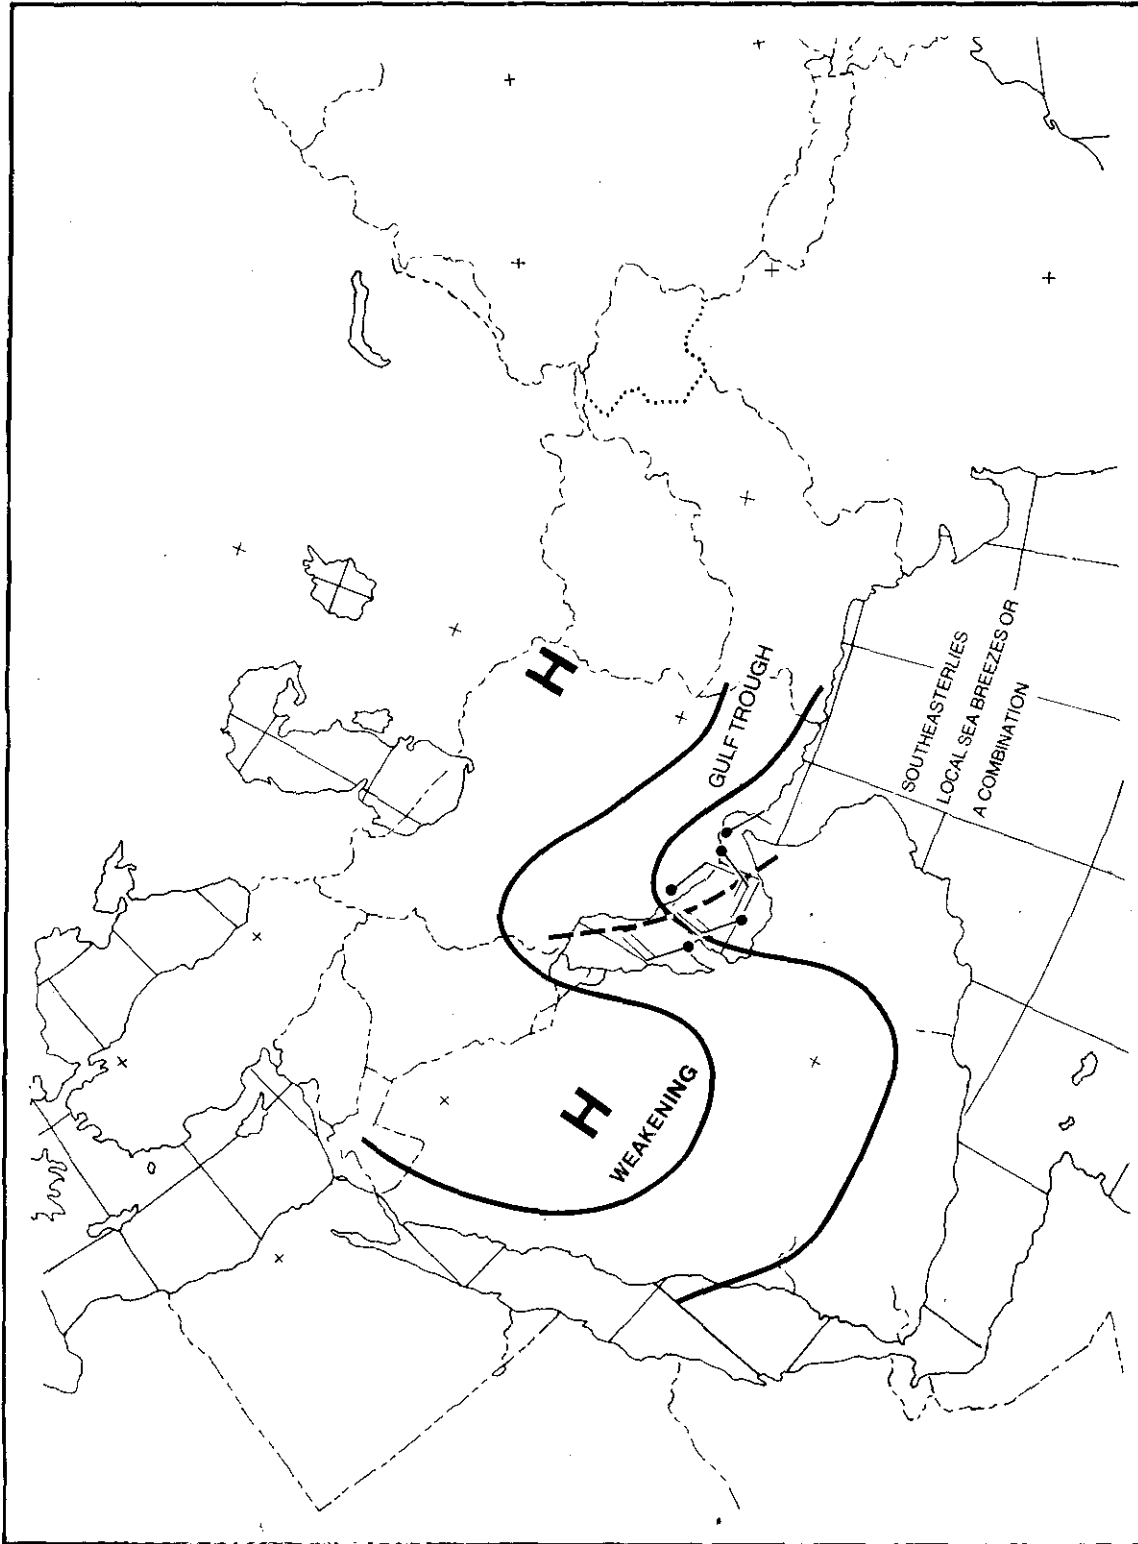 H
H
WEAKENING
GULF TROUGH
SOUTHEASTERLIES
LOCAL SEA BREEZES OR
A COMBINATION